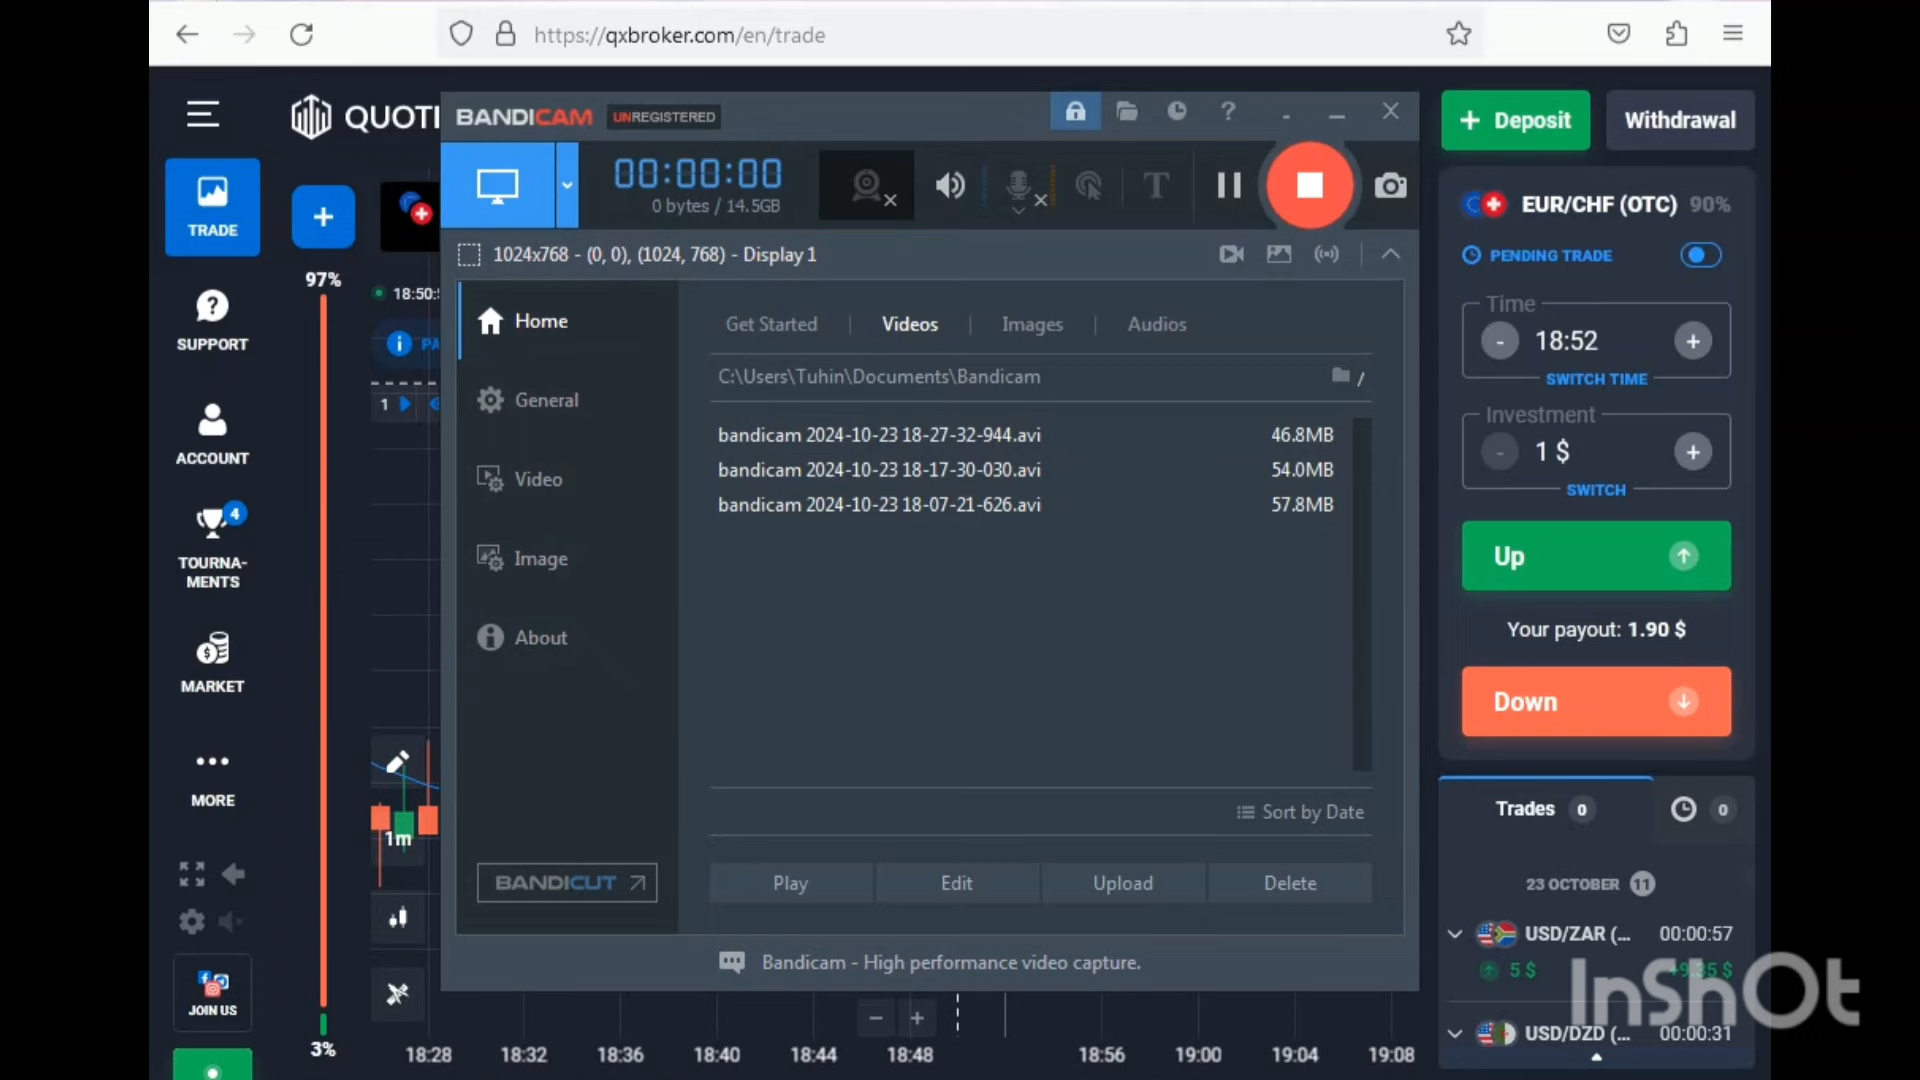 https://qxbroker.com/en/trade
QUOTI
BANDICAM UNREGISTERED
Deposit
Withdrawal
TRADE
00:00:00
0 bytes / 14.5GB
T
EUR/CHF (OTC) 90%
1024x768 - (0, 0), (1024, 768) - Display 1
PENDING TRADE
97%
18:50:
SUPPORT
PA
Home
General
Video
Image
About
Get Started
Videos
Images
Audios
C:\Users\Tuhin\Documents\Bandicam
bandicam 2024-10-23 18-27-32-944.avi 46.8MB
bandicam 2024-10-23 18-17-30-030.avi 54.0MB
bandicam 2024-10-23 18-07-21-626.avi 57.8MB
Time
18:52
SWITCH TIME
Investment
1 $
SWITCH
1
ACCOUNT
4
TOURNA-
MENTS
MARKET
MORE
1m
Up
Your payout: 1.90 $
Down
Sort by Date
BANDICUT
Play
Edit
Upload
Delete
Bandicam - High performance video capture.
Trades 0
0
23 OCTOBER 11
USD/ZAR (... 00:00:57
5 $ +9.35 $
USD/DZD (... 00:00:31
JOIN US
3%
18:28 18:32 18:36 18:40 18:44 18:48 18:56 19:00 19:04 19:08
InShOt